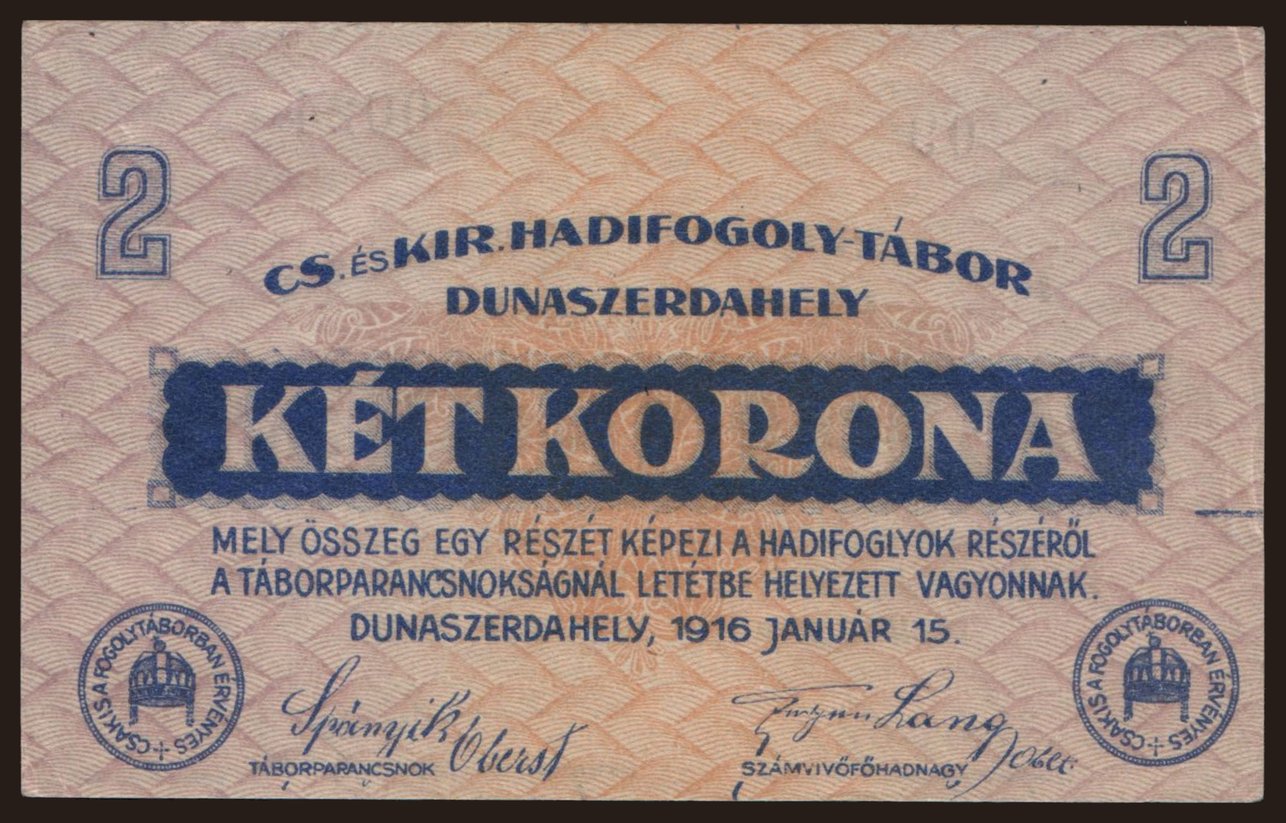 2
2
CS. ÉS KIR. HADIFOGOLY-TÁBOR
DUNASZERDAHELY
KÉT KORONA
MELY ÖSSZEG EGY RÉSZÉT KÉPEZI A HADIFOGLYOK RÉSZÉRŐL
A TÁBORPARANCSNOKSÁGNÁL LETÉTBE HELYEZETT VAGYONNAK.
DUNASZERDAHELY, 1916 JANUÁR 15.
CSAKIS A FOGOLYTÁBORBAN ÉRVÉNYES
CSAKIS A FOGOLYTÁBORBAN ÉRVÉNYES
Oberst
Lang
TÁBORPARANCSNOK
SZÁMVIVŐFŐHADNAGY